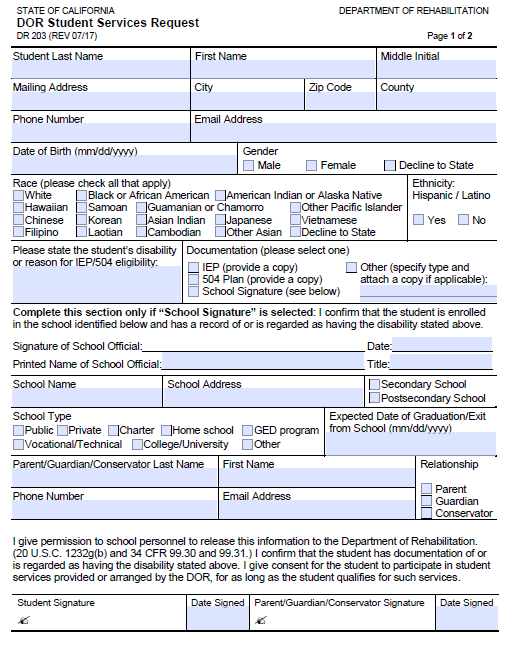 STATE OF CALIFORNIA DEPARTMENT OF REHABILITATION
DOR Student Services Request
DR 203 (REV 07/17) Page 1 of 2
Student Last Name First Name Middle Initial
Mailing Address City Zip Code County
Phone Number Email Address
Date of Birth (mm/dd/yyyy) Gender
Male Female Decline to State
Race (please check all that apply) Ethnicity:
White Black or African American American Indian or Alaska Native Hispanic / Latino
Hawaiian Samoan Guamanian or Chamorro Other Pacific Islander
Chinese Korean Asian Indian Japanese Vietnamese Yes No
Filipino Laotian Cambodian Other Asian Decline to State
Please state the student's disability Documentation (please select one)
or reason for IEP/504 eligibility: IEP (provide a copy) Other (specify type and
504 Plan (provide a copy) attach a copy if applicable):
School Signature (see below)
Complete this section only if “School Signature” is selected: I confirm that the student is enrolled
in the school identified below and has a record of or is regarded as having the disability stated above.
Signature of School Official: Date:
Printed Name of School Official: Title:
School Name School Address Secondary School
Postsecondary School
School Type Expected Date of Graduation/Exit
Public Private Charter Home school GED program from School (mm/dd/yyyy)
Vocational/Technical College/University Other
Parent/Guardian/Conservator Last Name First Name Relationship
Parent
Phone Number Email Address Guardian
Conservator
I give permission to school personnel to release this information to the Department of Rehabilitation.
(20 U.S.C. 1232g(b) and 34 CFR 99.30 and 99.31.) I confirm that the student has documentation of or
is regarded as having the disability stated above. I give consent for the student to participate in student
services provided or arranged by the DOR, for as long as the student qualifies for such services.
Student Signature Date Signed Parent/Guardian/Conservator Signature Date Signed